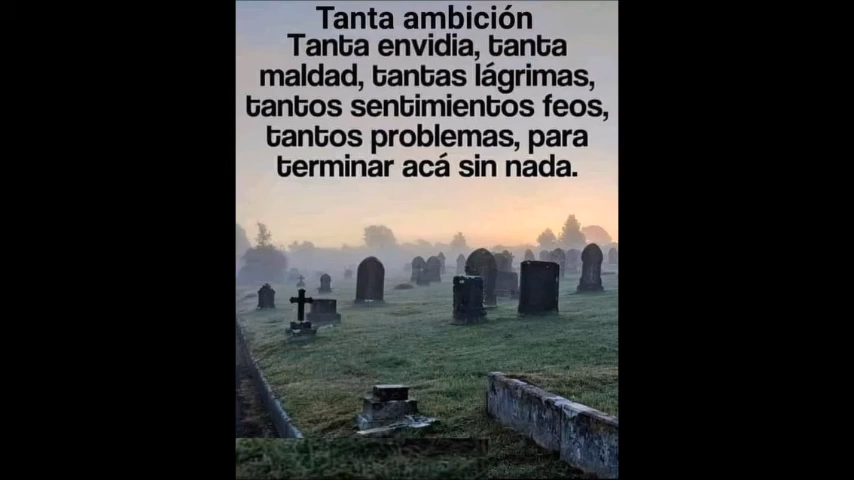 Tanta ambición
Tanta envidia, tanta
maldad, tantas lágrimas,
tantos sentimientos feos,
tantos problemas, para
terminar acá sin nada.